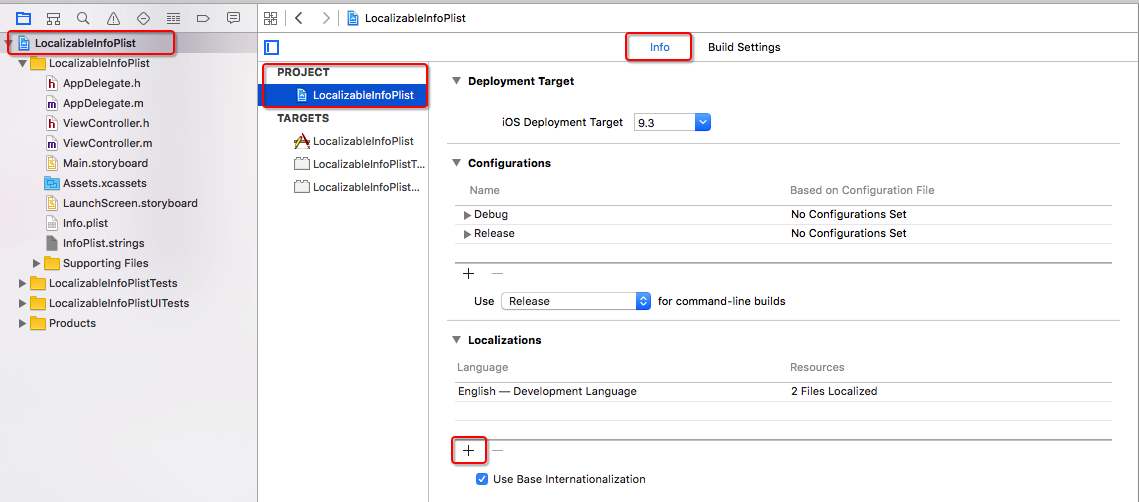 LocalizableInfoPlist
LocalizableInfoPlist
LocalizableInfoPlist
AppDelegate.h
AppDelegate.m
ViewController.h
ViewController.m
Main.storyboard
Assets.xcassets
LaunchScreen.storyboard
Info.plist
InfoPlist.strings
Supporting Files
LocalizableInfoPlistTests
LocalizableInfoPlistUITests
Products
Info Build Settings
PROJECT
LocalizableInfoPlist
TARGETS
LocalizableInfoPlist
LocalizableInfoPlistT...
LocalizableInfoPlist...
Deployment Target
iOS Deployment Target 9.3
Configurations
Name Based on Configuration File
Debug No Configurations Set
Release No Configurations Set
Use Release for command-line builds
Localizations
Language Resources
English — Development Language 2 Files Localized
Use Base Internationalization